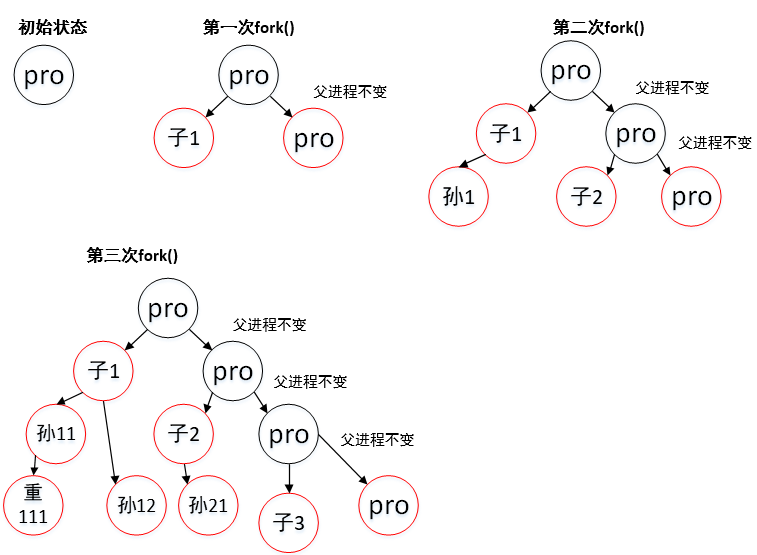 初始状态
pro
第一次fork()
pro
父进程不变
子1
pro
第二次fork()
pro
父进程不变
子1
pro
父进程不变
孙1
子2
pro
第三次fork()
pro
父进程不变
子1
pro
父进程不变
孙11
子2
pro
父进程不变
重
111
孙12
孙21
子3
pro